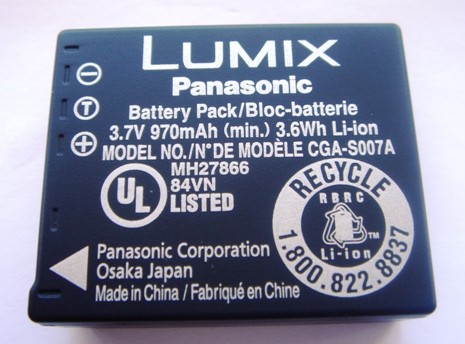 LUMIX
Panasonic
Battery Pack/Bloc-batterie
3.7V 970mAh (min.) 3.6Wh Li-ion
MODEL NO./N° DE MODÈLE CGA-S007A
MH27866
84VN
UL LISTED
RECYCLE
RBRC
Li-ion
1.800.822.8837
Panasonic Corporation
Osaka Japan
Made in China / Fabriqué en Chine
−
T
+